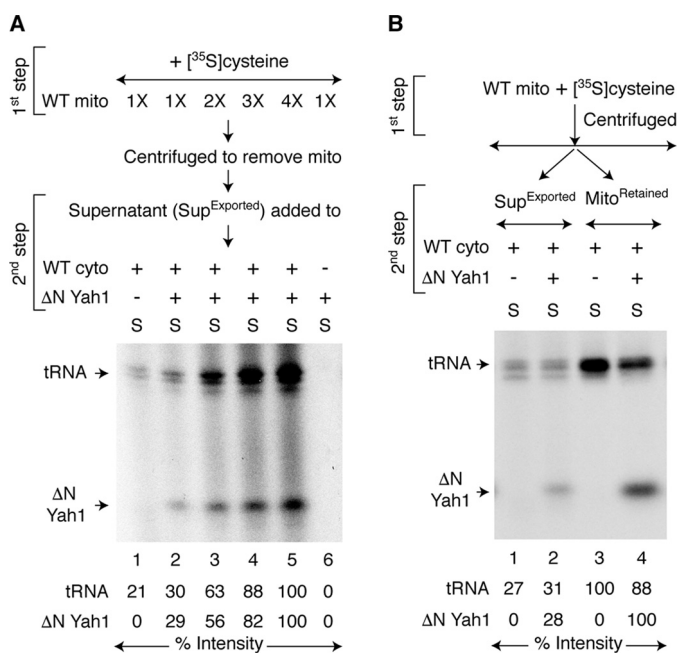 A
1st step
+ [35S]cysteine
WT mito 1X 1X 2X 3X 4X 1X
Centrifuged to remove mito
2nd step
Supernatant (SupExported) added to
WT cyto + + + + + -
ΔN Yah1 - + + + + +
S S S S S S
tRNA
ΔN
Yah1
1 2 3 4 5 6
tRNA 21 30 63 88 100 0
ΔN Yah1 0 29 56 82 100 0
% Intensity
B
1st step
WT mito + [35S]cysteine
Centrifuged
2nd step
SupExported MitoRetained
WT cyto + + + +
ΔN Yah1 - + - +
S S S S
tRNA
ΔN
Yah1
1 2 3 4
tRNA 27 31 100 88
ΔN Yah1 0 28 0 100
% Intensity